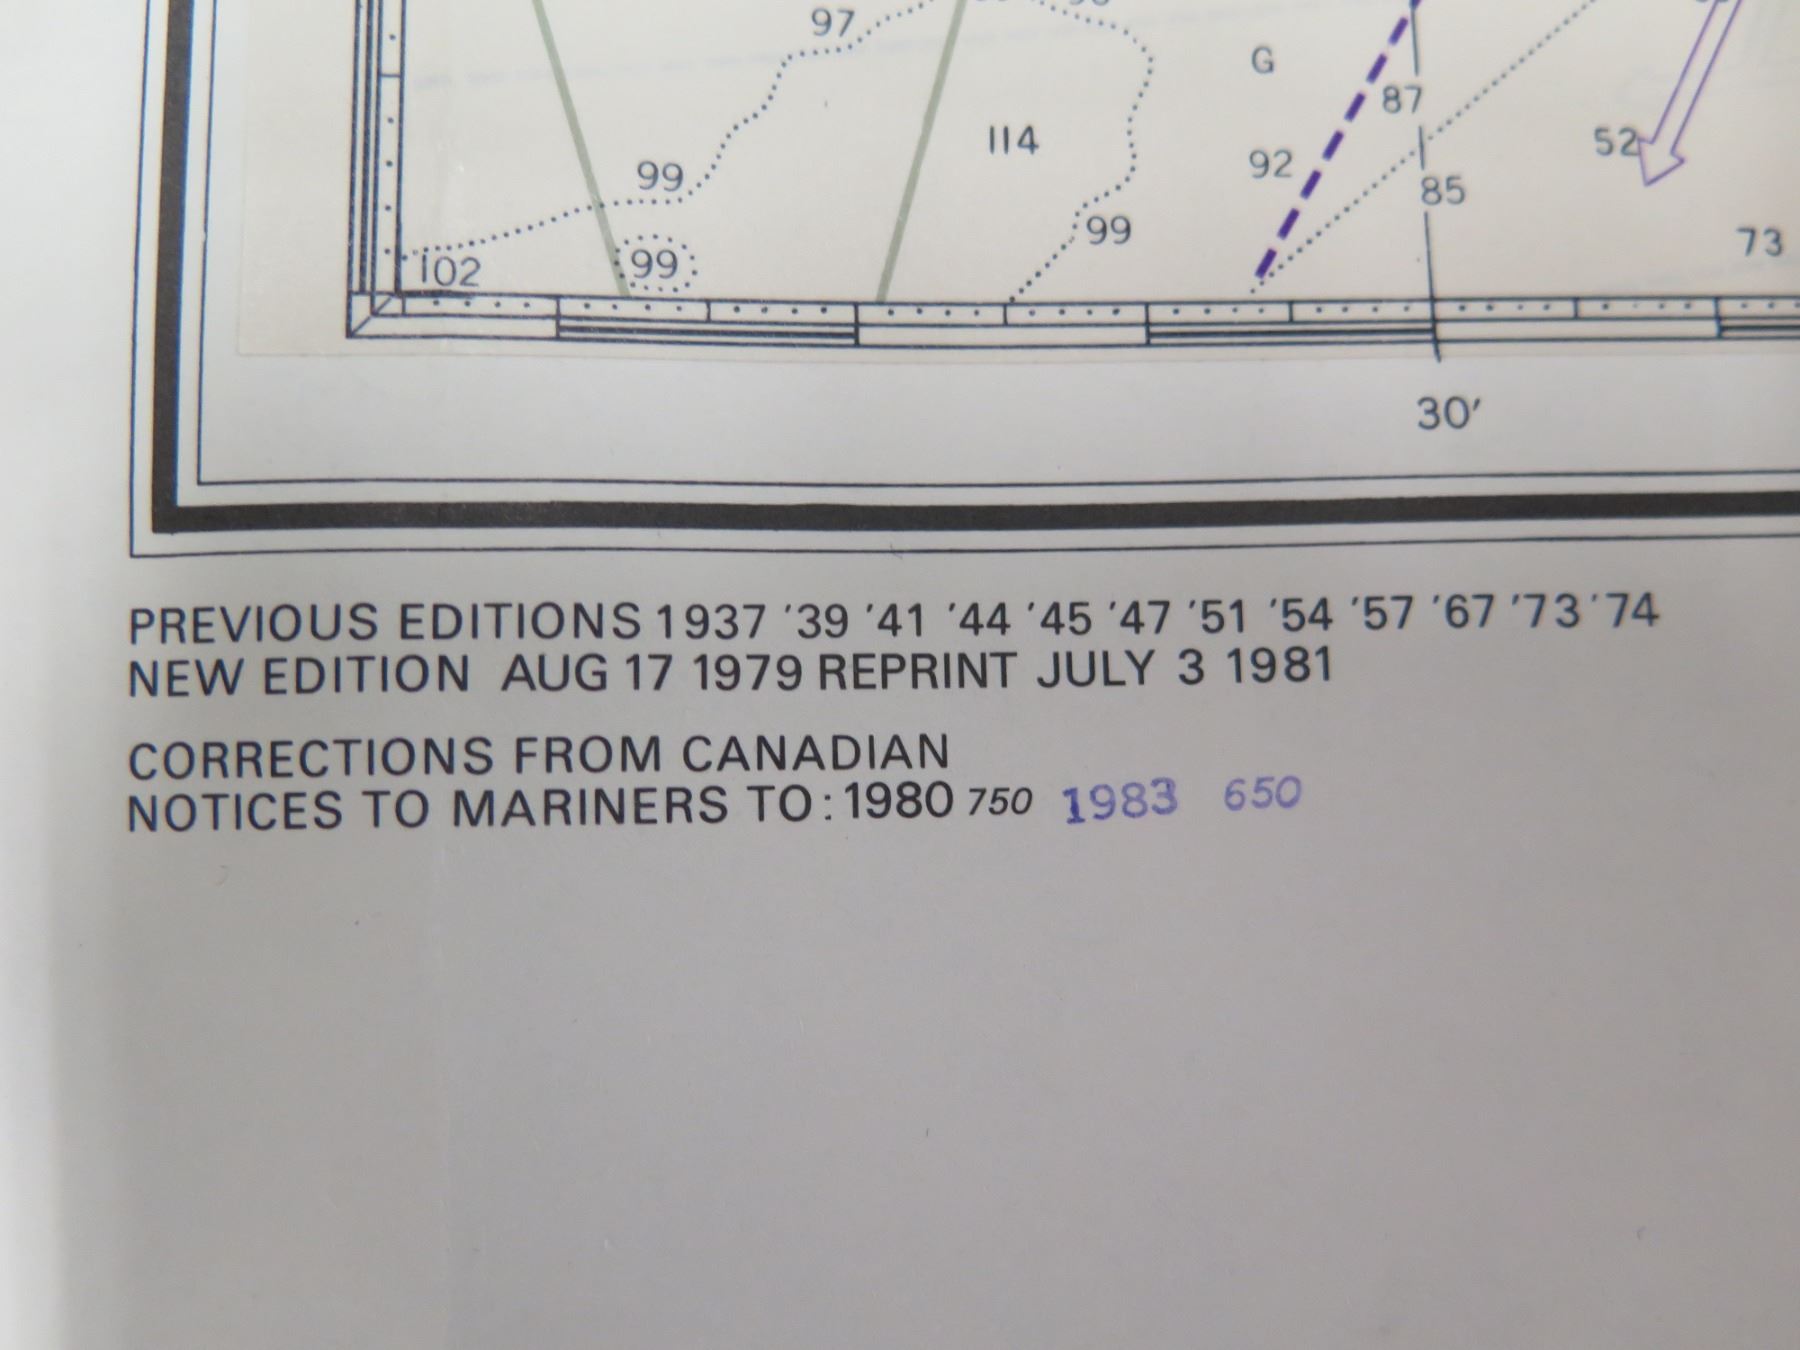 97
G
87
114
52
99
92
85
99
73
102
99
30'
PREVIOUS EDITIONS 1937 '39 '41 '44 '45 '47 '51 '54 '57 '67 '73 '74
NEW EDITION AUG 17 1979 REPRINT JULY 3 1981
CORRECTIONS FROM CANADIAN
NOTICES TO MARINERS TO: 1980 750 1983 650